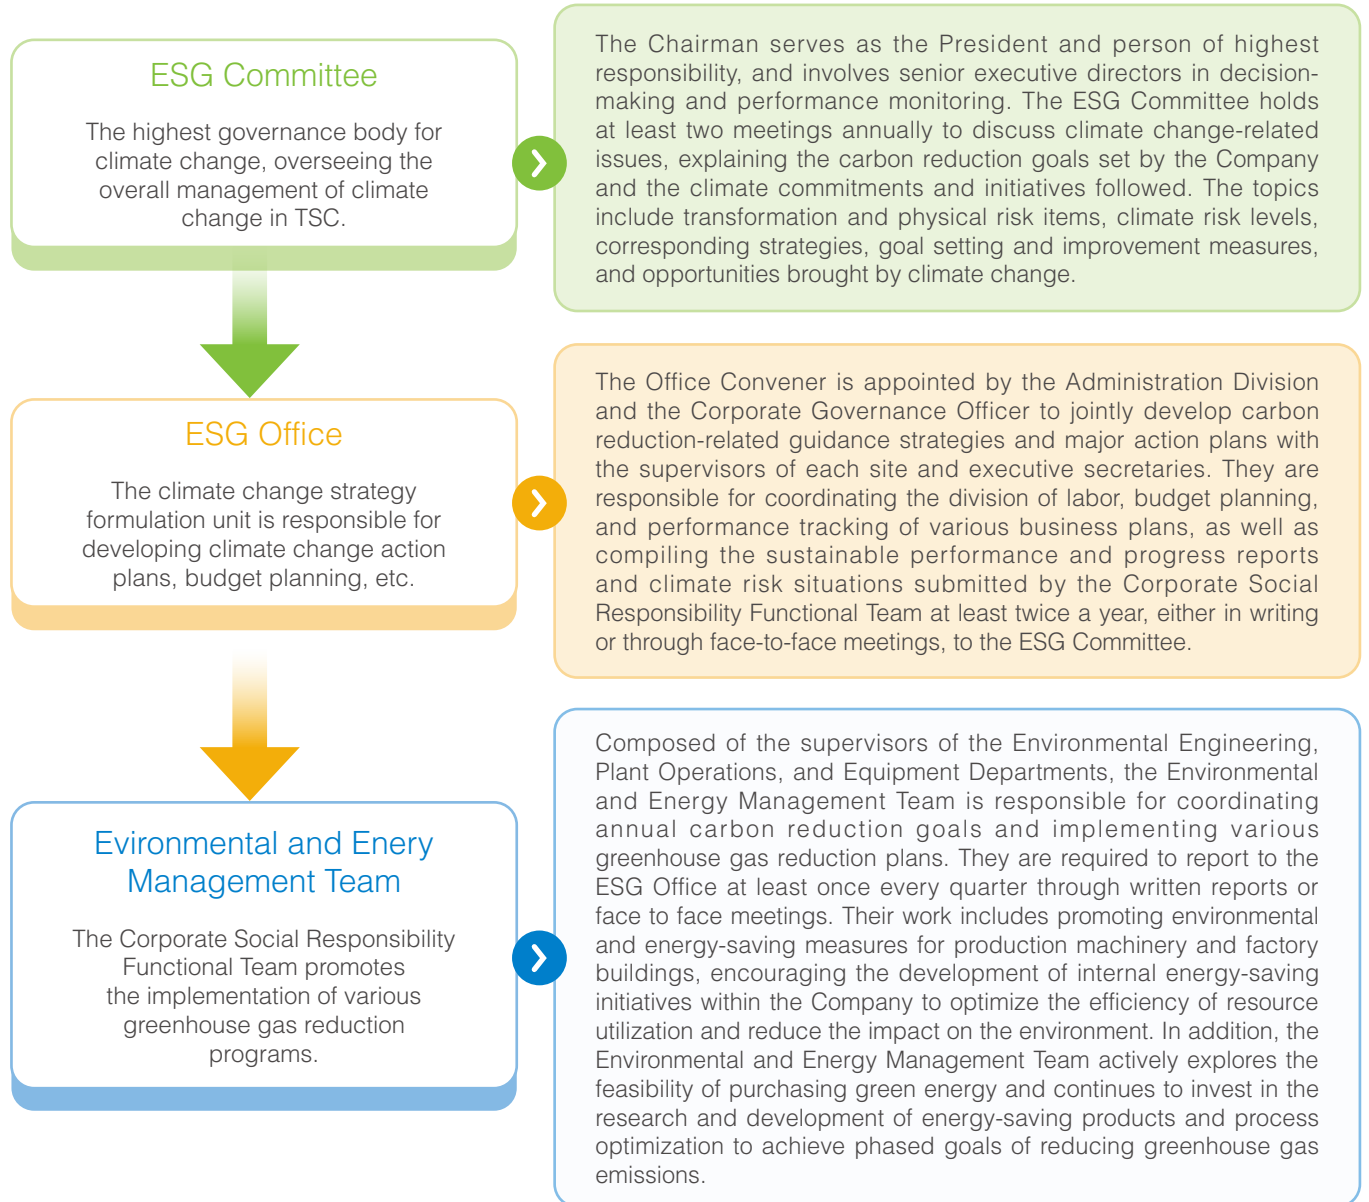 ESG Committee
The highest governance body for
climate change, overseeing the
overall management of climate
change in TSC.
The Chairman serves as the President and person of highest
responsibility, and involves senior executive directors in decision-
making and performance monitoring. The ESG Committee holds
at least two meetings annually to discuss climate change-related
issues, explaining the carbon reduction goals set by the Company
and the climate commitments and initiatives followed. The topics
include transformation and physical risk items, climate risk levels,
corresponding strategies, goal setting and improvement measures,
and opportunities brought by climate change.
ESG Office
The climate change strategy
formulation unit is responsible for
developing climate change action
plans, budget planning, etc.
The Office Convener is appointed by the Administration Division
and the Corporate Governance Officer to jointly develop carbon
reduction-related guidance strategies and major action plans with
the supervisors of each site and executive secretaries. They are
responsible for coordinating the division of labor, budget planning,
and performance tracking of various business plans, as well as
compiling the sustainable performance and progress reports
and climate risk situations submitted by the Corporate Social
Responsibility Functional Team at least twice a year, either in writing
or through face-to-face meetings, to the ESG Committee.
Evironmental and Enery
Management Team
The Corporate Social Responsibility
Functional Team promotes
the implementation of various
greenhouse gas reduction
programs.
Composed of the supervisors of the Environmental Engineering,
Plant Operations, and Equipment Departments, the Environmental
and Energy Management Team is responsible for coordinating
annual carbon reduction goals and implementing various
greenhouse gas reduction plans. They are required to report to the
ESG Office at least once every quarter through written reports or
face to face meetings. Their work includes promoting environmental
and energy-saving measures for production machinery and factory
buildings, encouraging the development of internal energy-saving
initiatives within the Company to optimize the efficiency of resource
utilization and reduce the impact on the environment. In addition, the
Environmental and Energy Management Team actively explores the
feasibility of purchasing green energy and continues to invest in the
research and development of energy-saving products and process
optimization to achieve phased goals of reducing greenhouse gas
emissions.